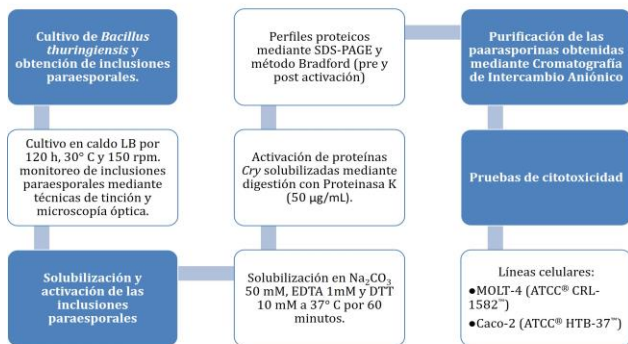 Cultivo de Bacillus
thuringiensis y
obtención de inclusiones
paraesporales.
Cultivo en caldo LB por
120 h, 30° C y 150 rpm.
monitoreo de inclusiones
paraesporales mediante
técnicas de tinción y
microscopía óptica.
Solubilización y
activación de las
inclusiones
paraesporales
Solubilización en Na₂CO₃
50 mM, EDTA 1mM y DTT
10 mM a 37° C por 60
minutos.
Activación de proteínas
Cry solubilizadas mediante
digestión con Proteinasa K
(50 µg/mL).
Perfiles proteicos
mediante SDS-PAGE y
método Bradford (pre y
post activación)
Purificación de las
paarasporinas obtenidas
mediante Cromatografía
de Intercambio Aniónico
Pruebas de citotoxicidad
Líneas celulares:
●MOLT-4 (ATCC® CRL-
1582™)
●Caco-2 (ATCC® HTB-37™)